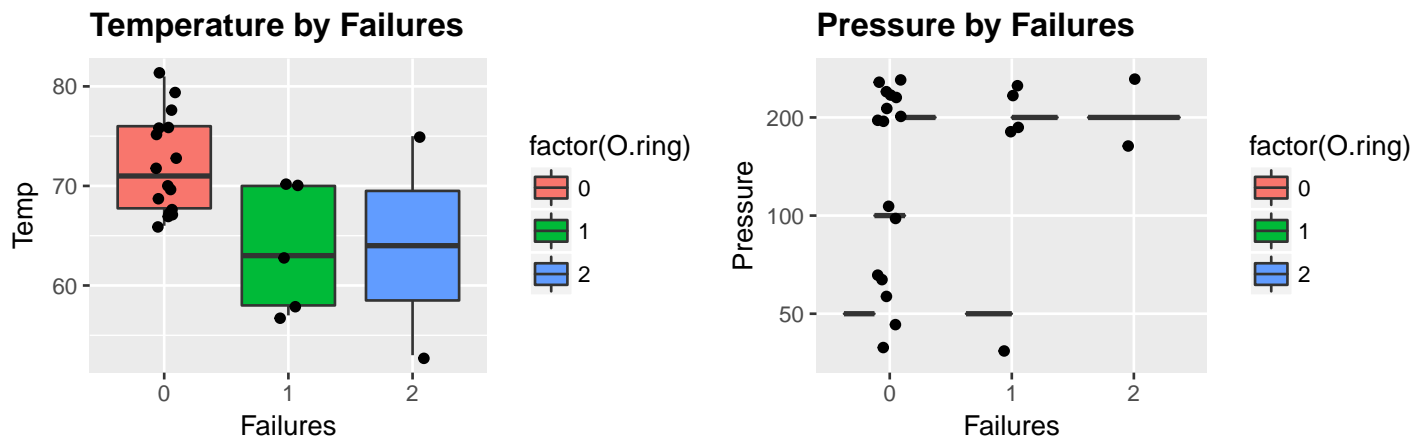 Temperature by Failures
80
70
60
Temp
0
1
2
Failures
factor(O.ring)
0
1
2
Pressure by Failures
200
100
50
Pressure
0
1
2
Failures
factor(O.ring)
0
1
2